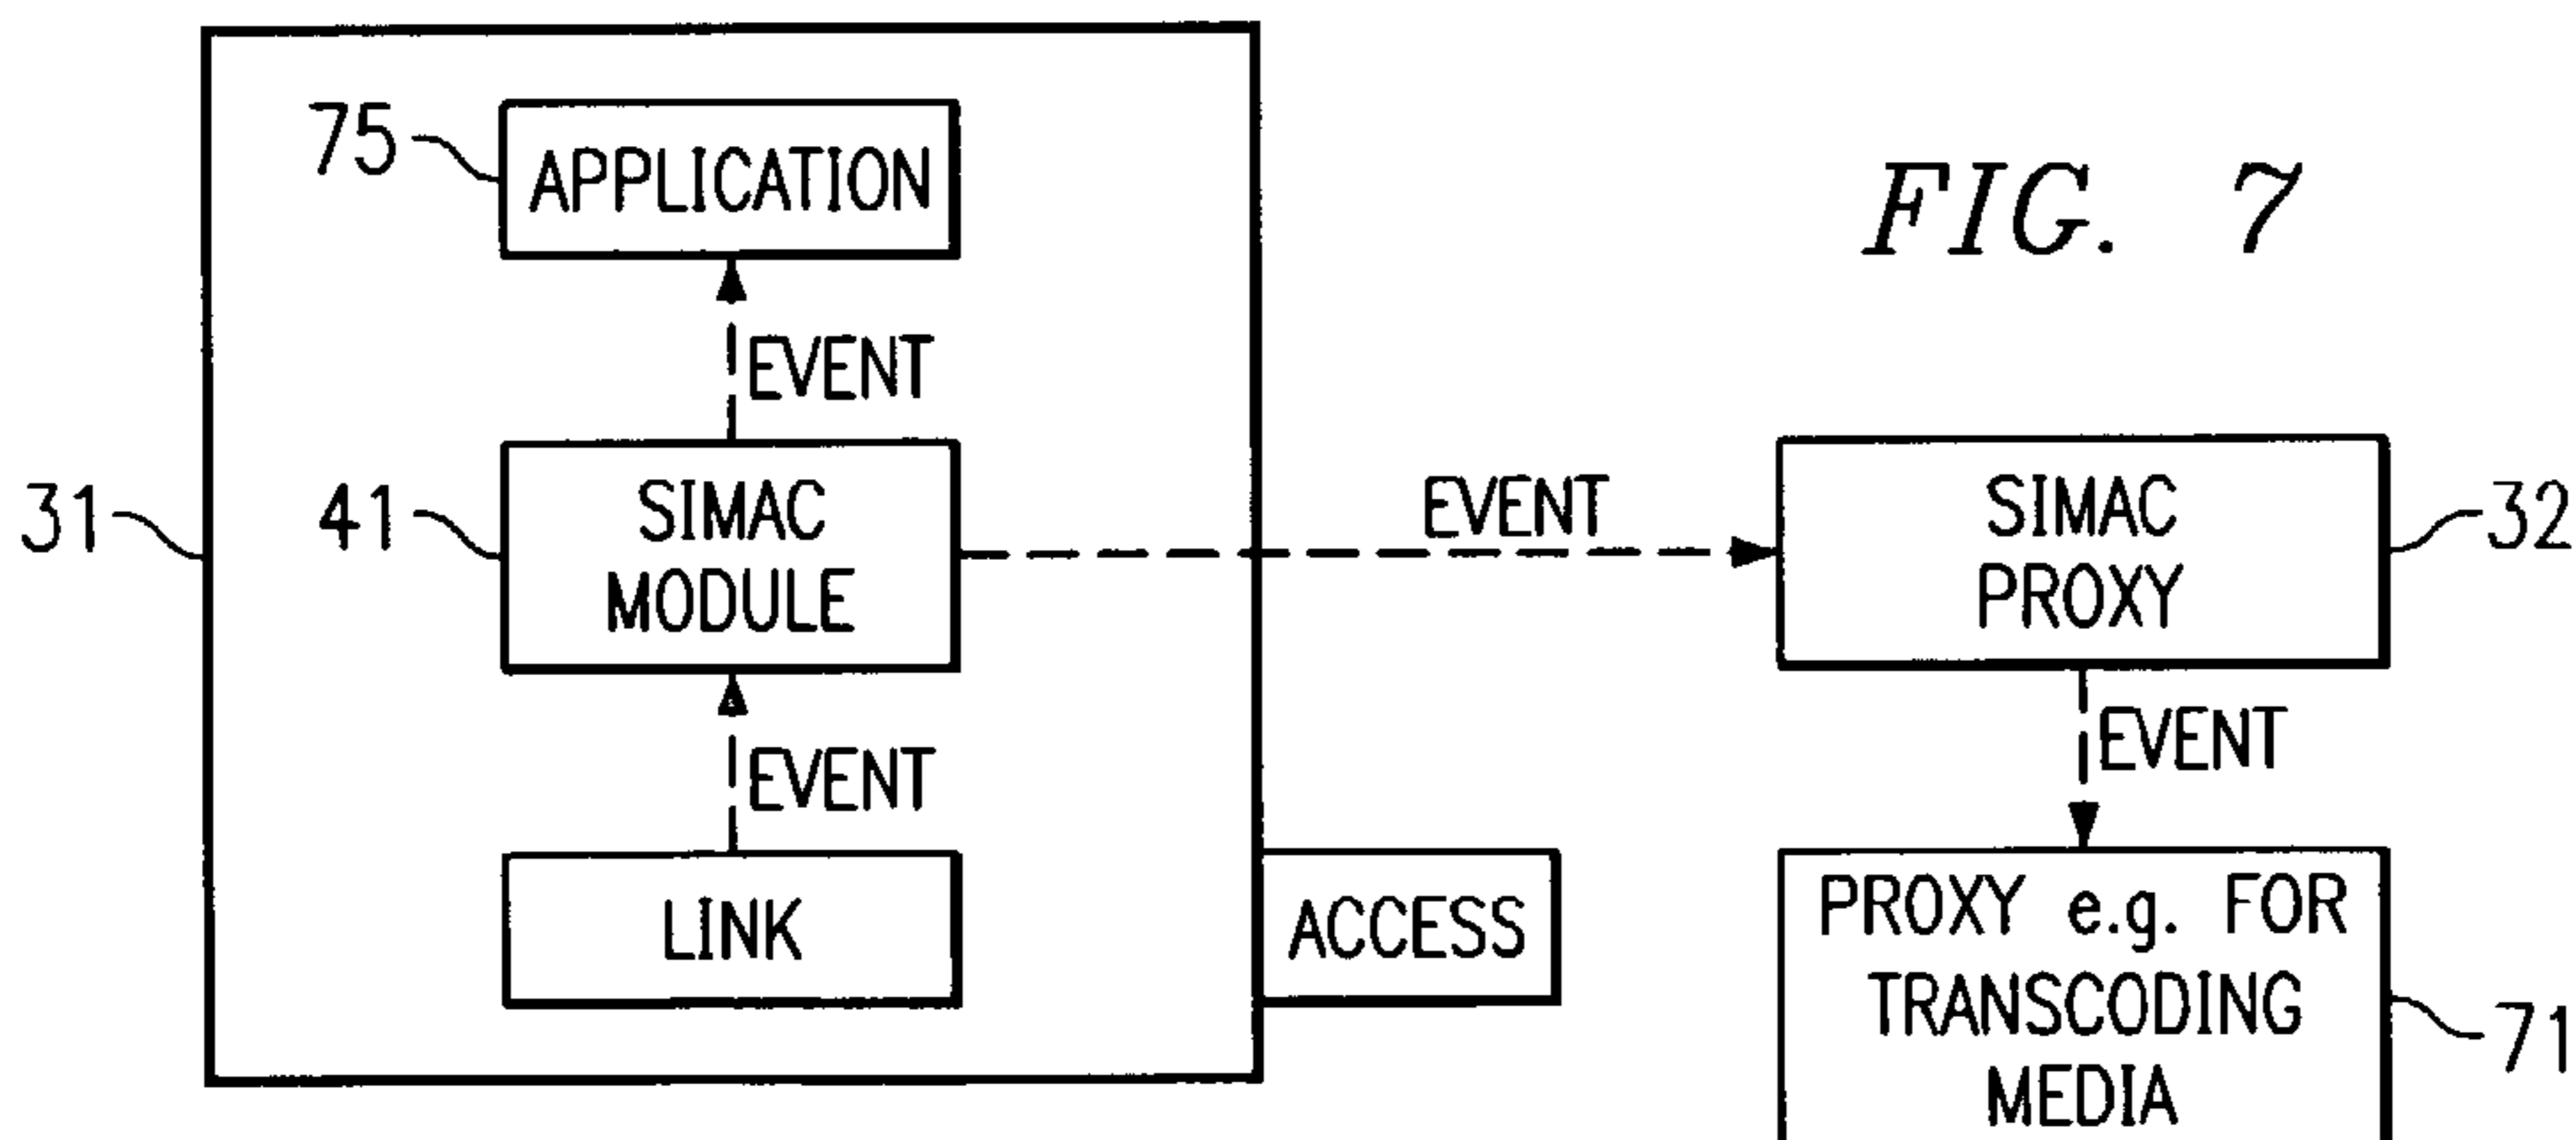 FIG. 7
75
APPLICATION
EVENT
31
41
SIMAC
MODULE
EVENT
SIMAC
PROXY
32
EVENT
EVENT
LINK
ACCESS
PROXY e.g. FOR
TRANSCODING
MEDIA
71